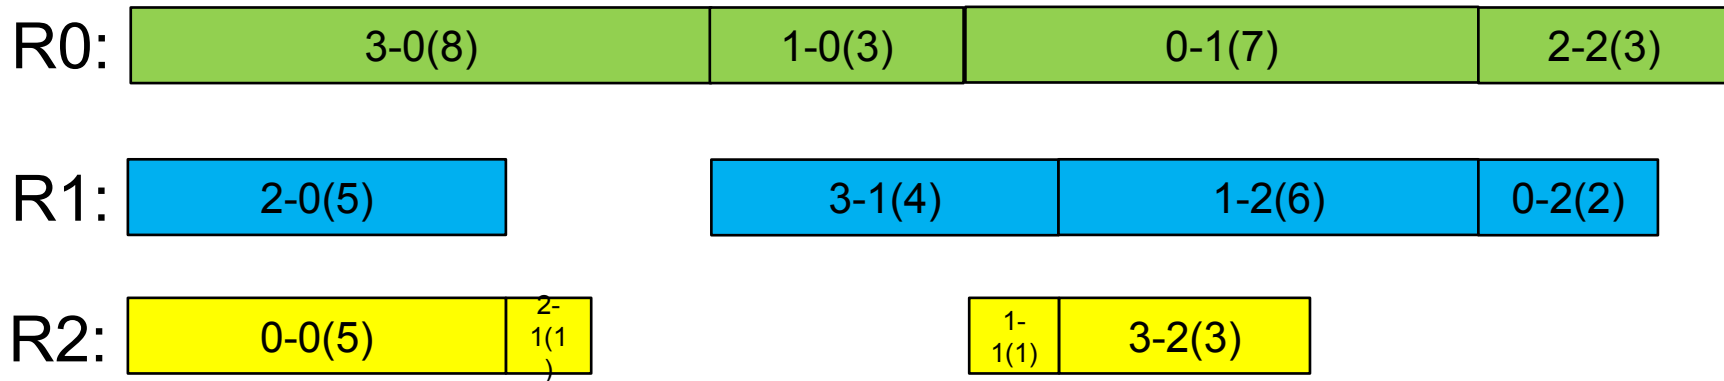 R0: 3-0(8) 1-0(3) 0-1(7) 2-2(3)
R1: 2-0(5) 3-1(4) 1-2(6) 0-2(2)
R2: 0-0(5) 2-
1(1
) 1-
1(1) 3-2(3)